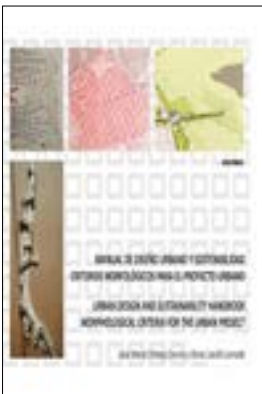 MANUAL DE DISEÑO URBANO Y SOSTENIBILIDAD
CRITERIOS MORFOLÓGICOS PARA EL PROYECTO URBANO
URBAN DESIGN AND SUSTAINABILITY HANDBOOK
MORPHOLOGICAL CRITERIA FOR THE URBAN PROJECT